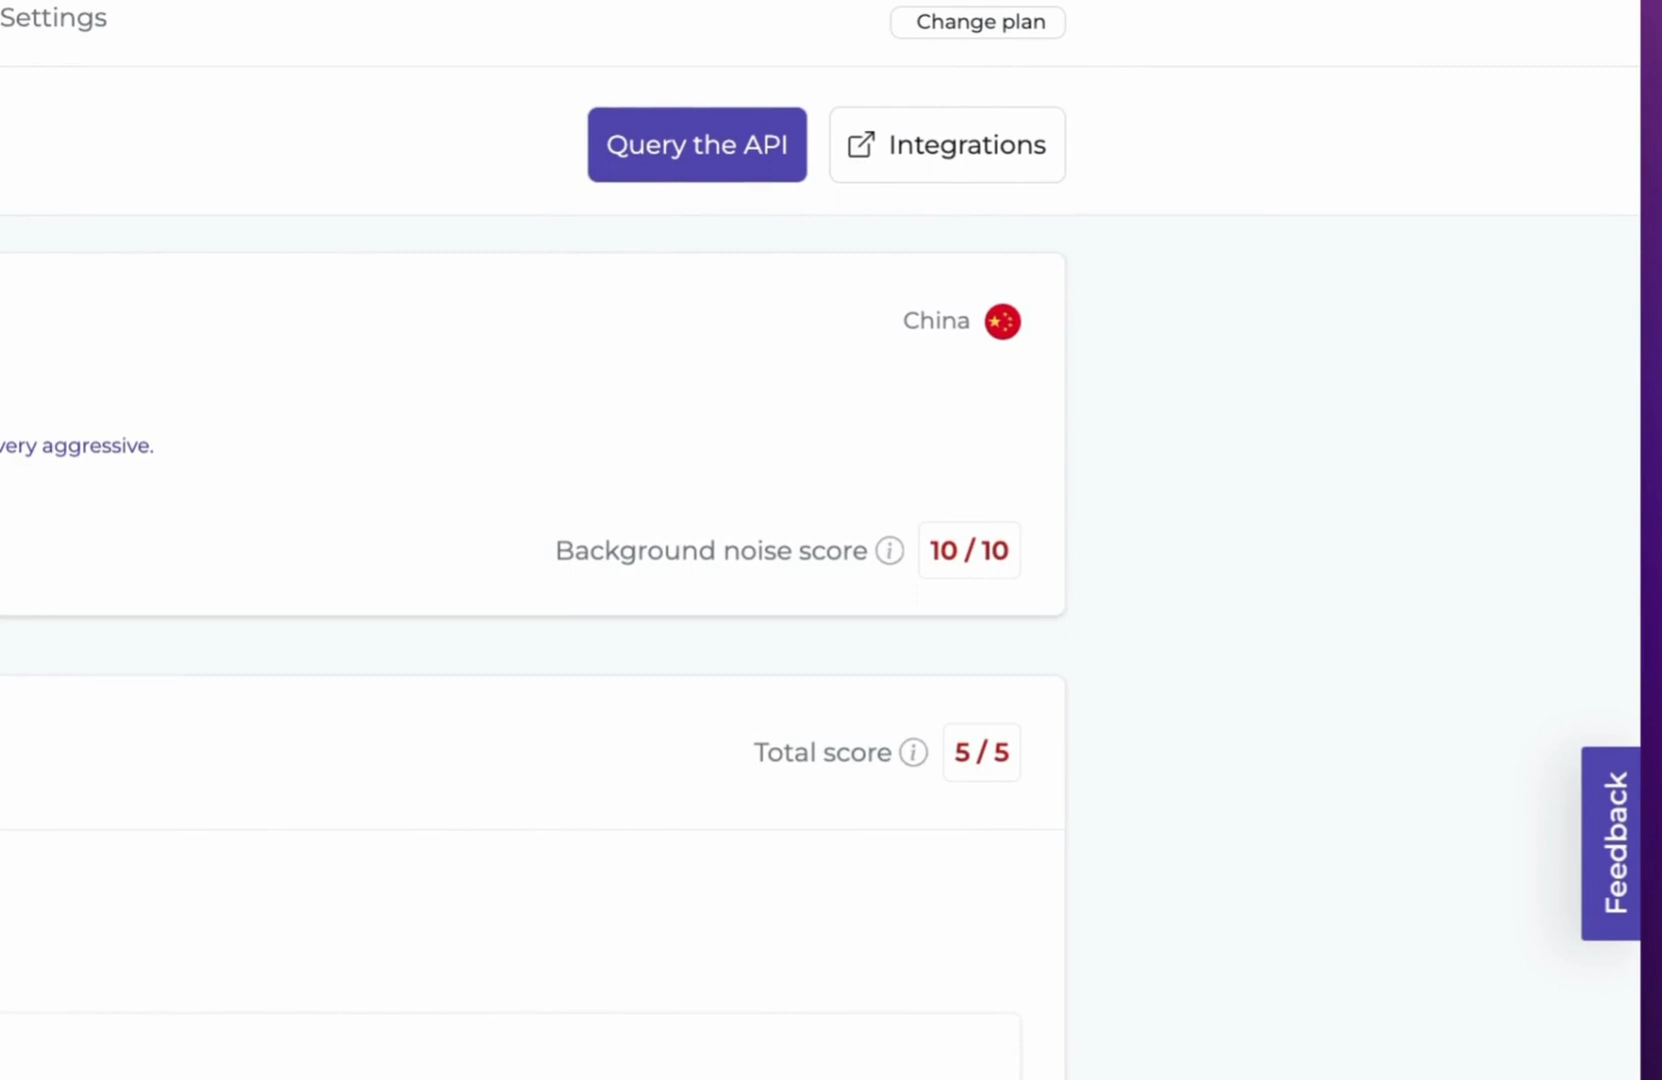 Settings
Change plan
Query the API
Integrations
China
very aggressive.
Background noise score
10 / 10
Total score
5 / 5
Feedback